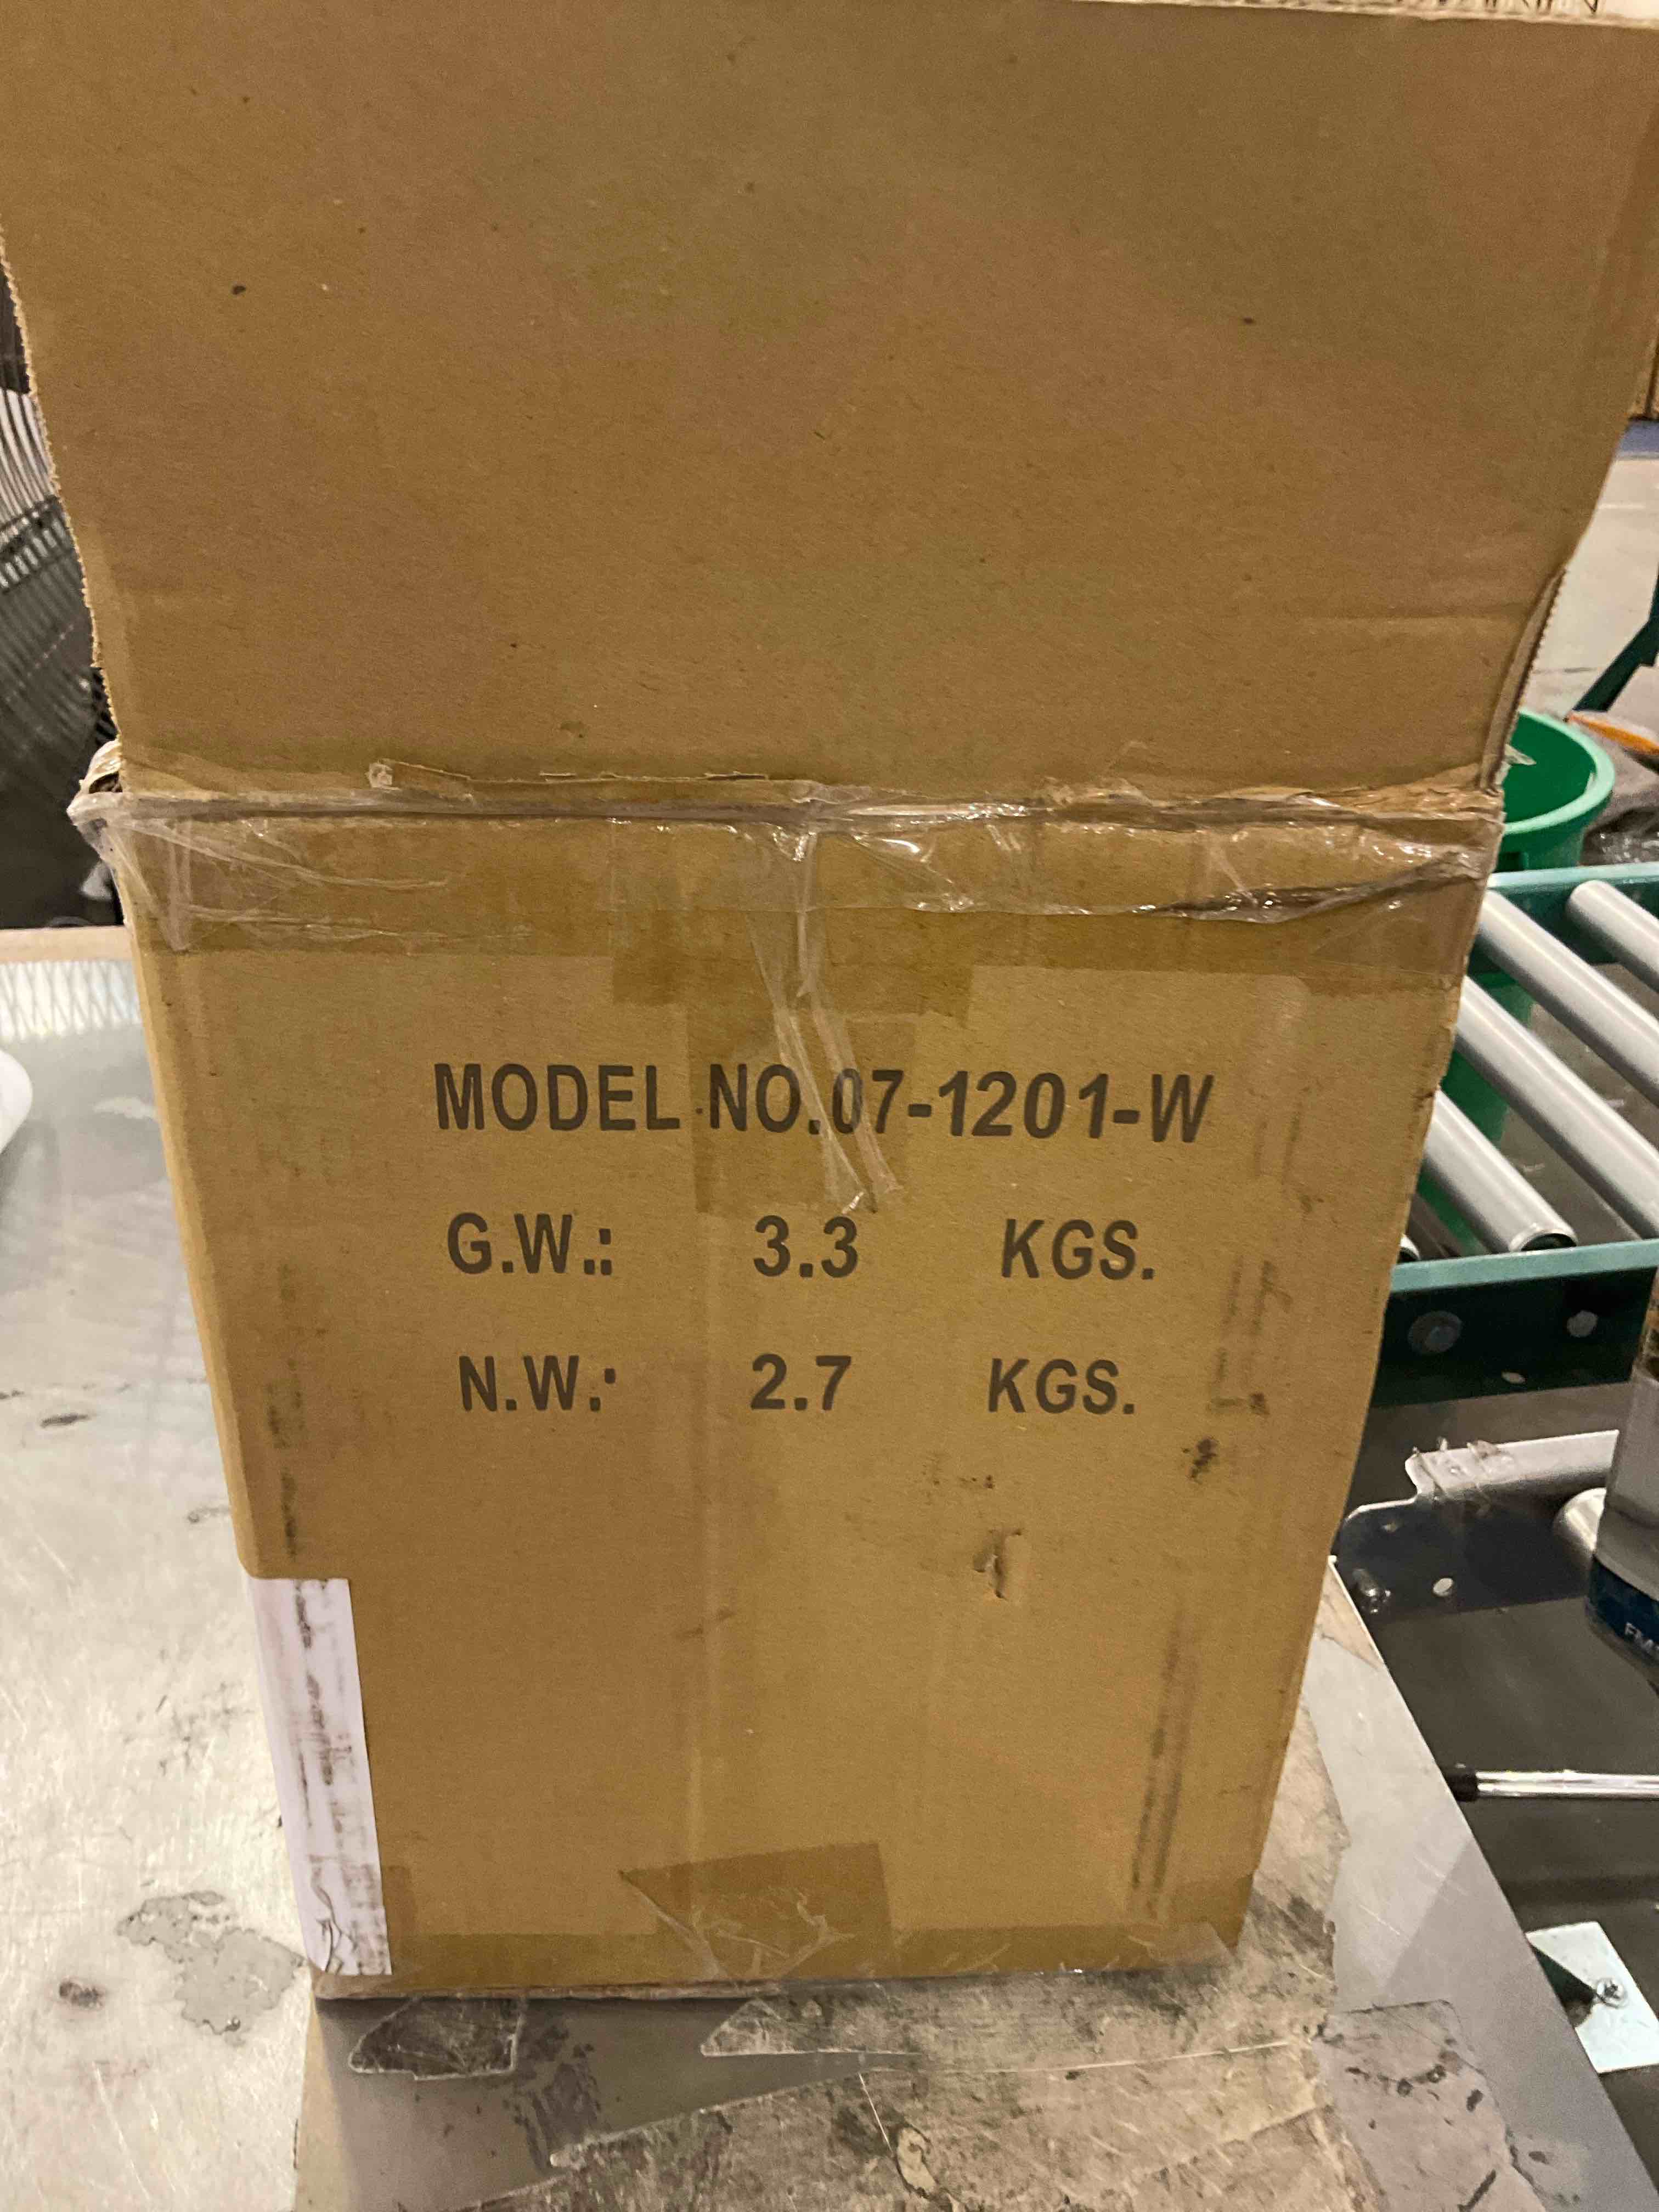 MODEL NO.07-1201-W
G.W.: 3.3 KGS.
N.W.: 2.7 KGS.